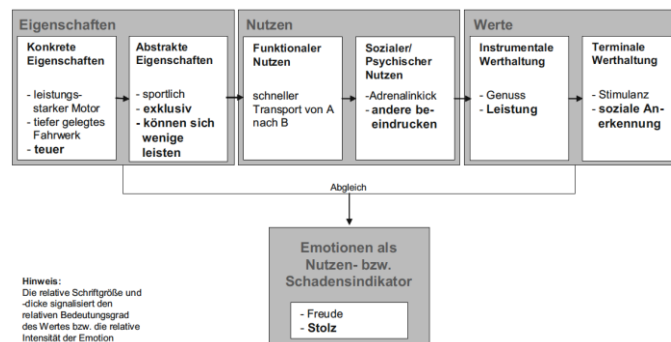 Eigenschaften
Konkrete
Eigenschaften
- leistungs-
starker Motor
- tiefer gelegtes
Fahrwerk
- teuer
Abstrakte
Eigenschaften
- sportlich
- exklusiv
- können sich
wenige
leisten
Nutzen
Funktionaler
Nutzen
schneller
Transport von A
nach B
Sozialer/
Psychischer
Nutzen
-Adrenalinkick
- andere be-
eindrucken
Werte
Instrumentale
Werthaltung
- Genuss
- Leistung
Terminale
Werthaltung
- Stimulanz
- soziale An-
erkennung
Abgleich
Emotionen als
Nutzen- bzw.
Schadensindikator
- Freude
- Stolz
Hinweis:
Die relative Schriftgröße und
-dicke signalisiert den
relativen Bedeutungsgrad
des Wertes bzw. die relative
Intensität der Emotion